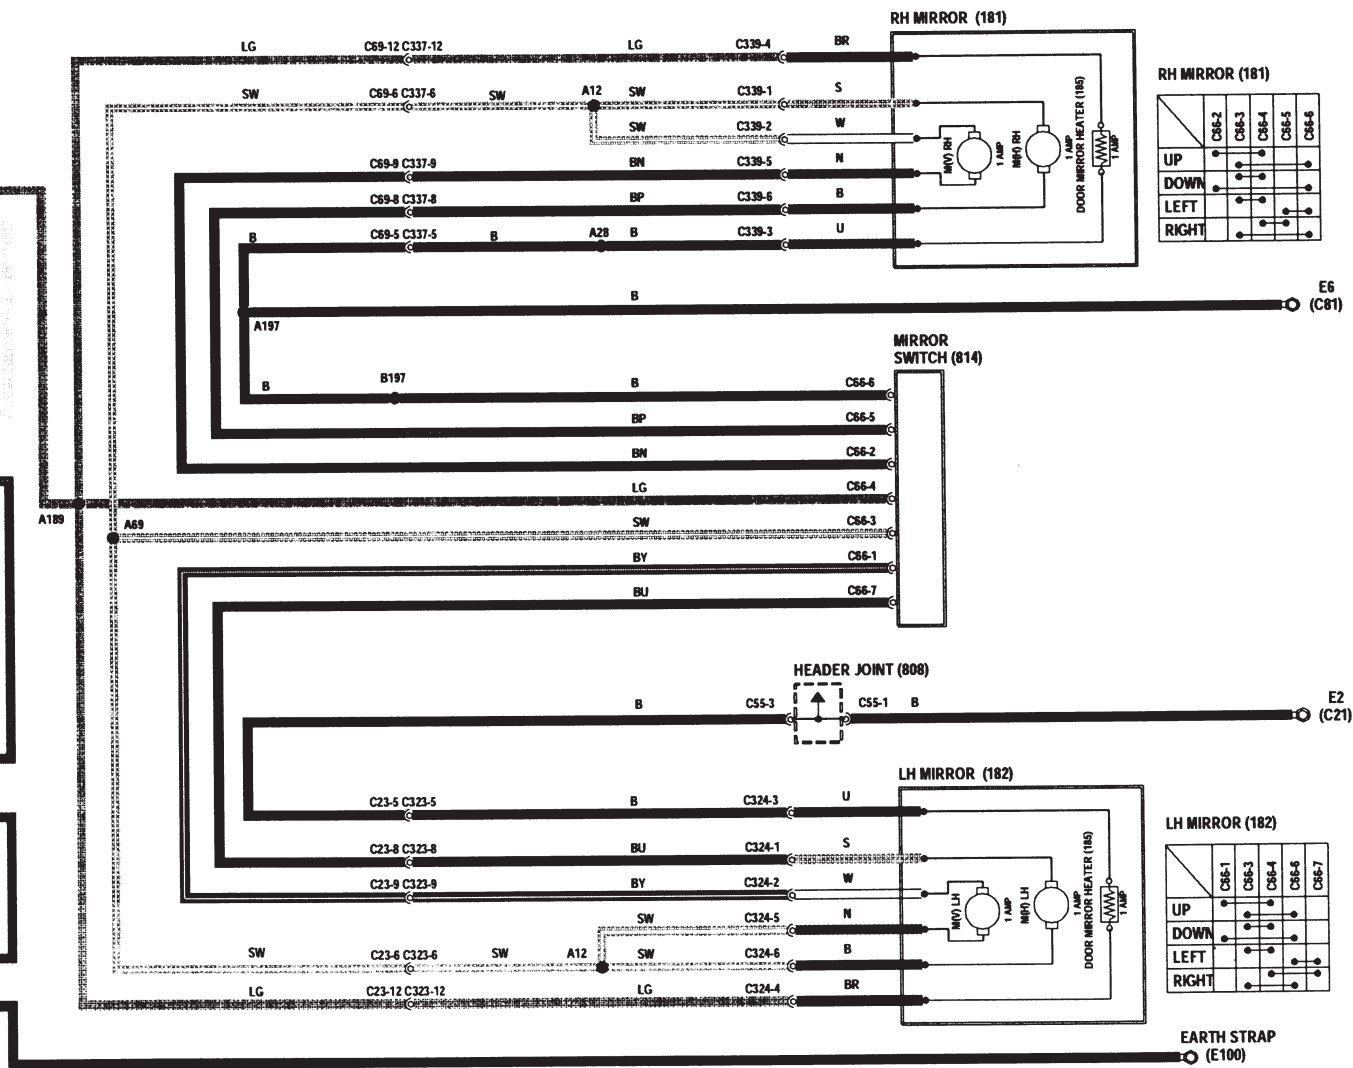 RH MIRROR (181)
LG
C69-12 C337-12
LG
C339-4
BR
SW
C69-6 C337-6
SW
A12
SW
C339-1
S
SW
C339-2
W
C69-9 C337-9
BN
C339-5
N
C69-8 C337-8
BP
C339-6
B
B
C69-5 C337-5
B
A28
B
C339-3
U
M(V) RH
1 AMP
M(H) RH
1 AMP
DOOR MIRROR HEATER (185)
1 AMP
RH MIRROR (181)
C66-2
C66-3
C66-4
C66-5
C66-6
UP
DOWN
LEFT
RIGHT
B
E6
(C81)
A197
MIRROR
SWITCH (814)
B
B197
B
C66-6
BP
C66-5
BN
C66-2
LG
C66-4
A189
A69
SW
C66-3
BY
C66-1
BU
C66-7
HEADER JOINT (808)
B
C55-3
C55-1
B
E2
(C21)
LH MIRROR (182)
C23-5 C323-5
B
C324-3
U
C23-8 C323-8
BU
C324-1
S
C23-9 C323-9
BY
C324-2
W
SW
C324-5
N
SW
C23-6 C323-6
SW
A12
SW
C324-6
B
LG
C23-12 C323-12
LG
C324-4
BR
M(V) LH
1 AMP
M(H) LH
1 AMP
DOOR MIRROR HEATER (185)
1 AMP
LH MIRROR (182)
C66-1
C66-3
C66-4
C66-6
C66-7
UP
DOWN
LEFT
RIGHT
EARTH STRAP
(E100)